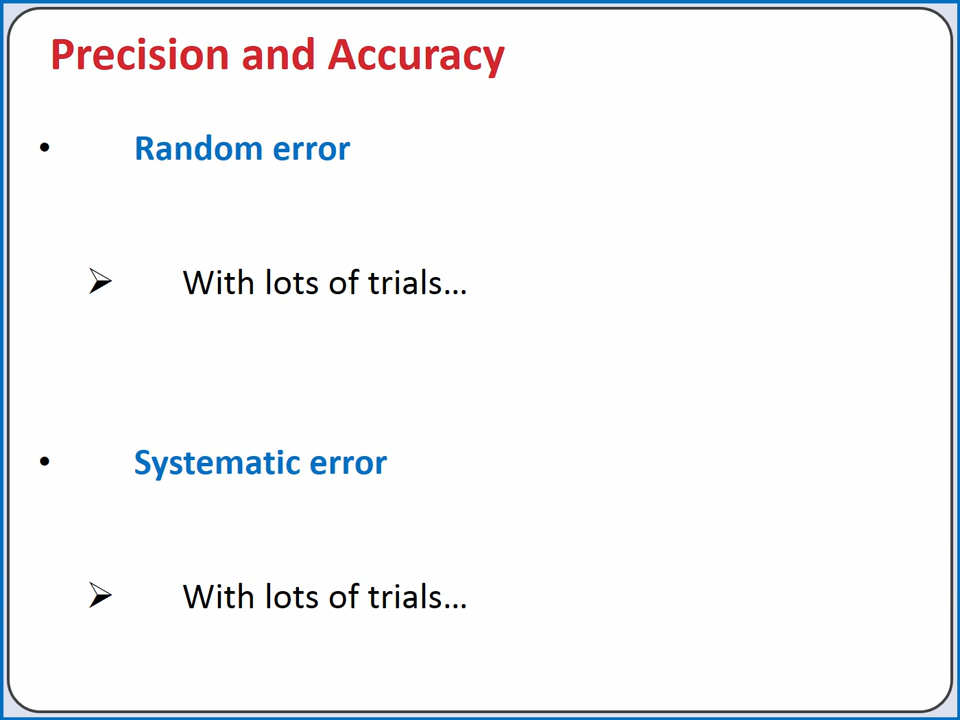 Precision and Accuracy
• Random error
➢ With lots of trials…
• Systematic error
➢ With lots of trials…